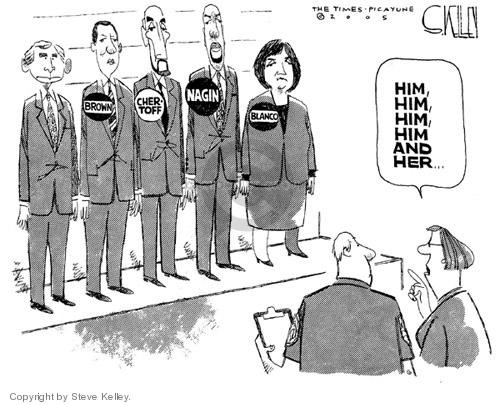 THE TIMES-PICAYUNE
© 2005
S. KELLEY
BROWN
CHER-
TOFF
NAGIN
BLANCO
HIM,
HIM,
HIM,
HIM
AND
HER...
Copyright by Steve Kelley.